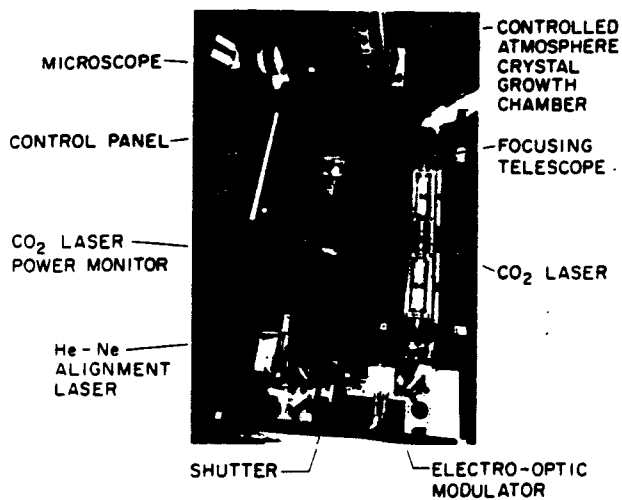 MICROSCOPE
CONTROL PANEL
CO₂ LASER
POWER MONITOR
He-Ne
ALIGNMENT
LASER
SHUTTER
CONTROLLED
ATMOSPHERE
CRYSTAL
GROWTH
CHAMBER
FOCUSING
TELESCOPE
CO₂ LASER
ELECTRO-OPTIC
MODULATOR